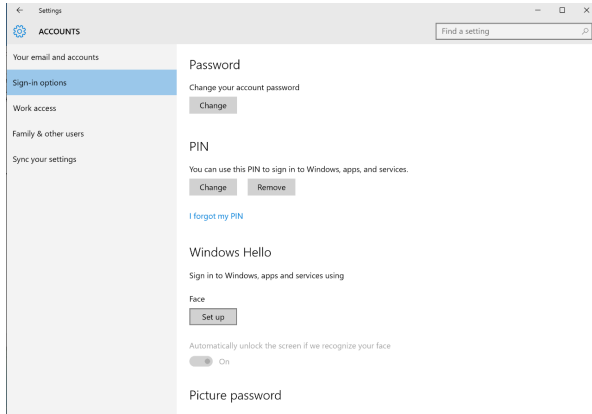 Settings
ACCOUNTS
Find a setting
Your email and accounts
Sign-in options
Work access
Family & other users
Sync your settings
Password
Change your account password
Change
PIN
You can use this PIN to sign in to Windows, apps, and services.
Change Remove
I forgot my PIN
Windows Hello
Sign in to Windows, apps and services using
Face
Set up
Automatically unlock the screen if we recognize your face
On
Picture password